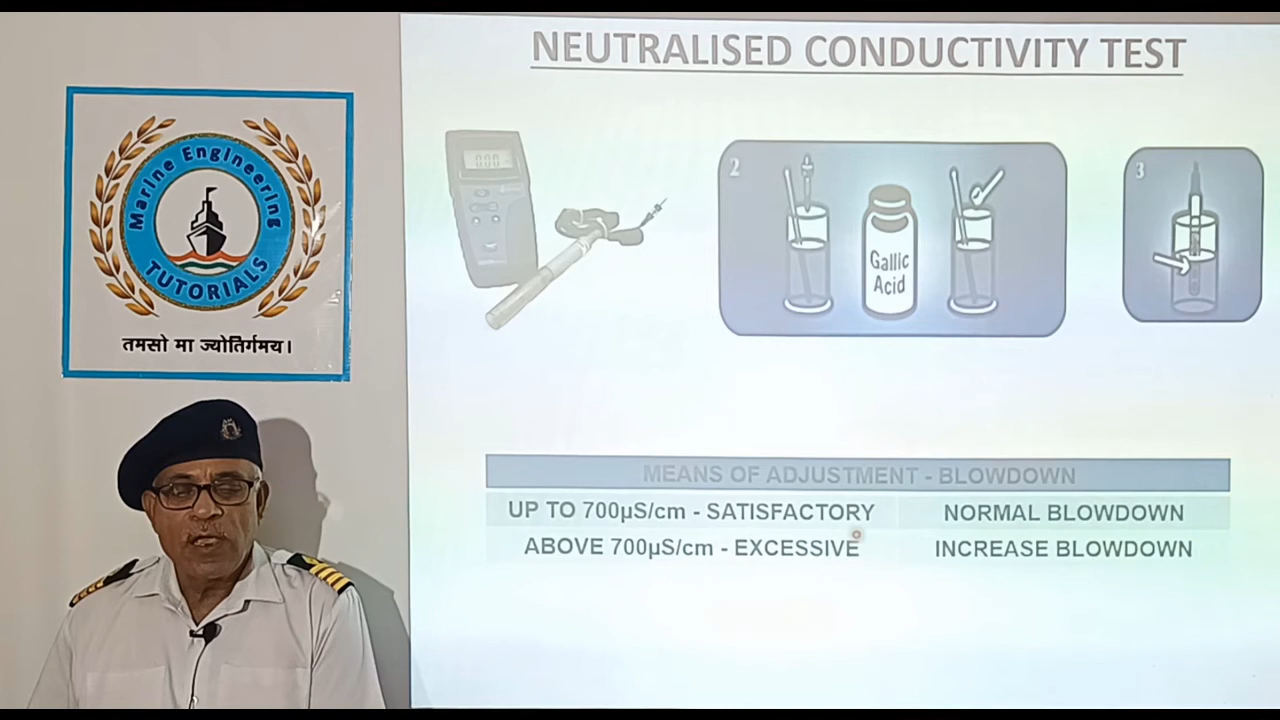 NEUTRALISED CONDUCTIVITY TEST
Marine Engineering
TUTORIALS
तमसो मा ज्योतिर्गमय।
000
2
Gallic
Acid
3
MEANS OF ADJUSTMENT - BLOWDOWN
UP TO 700µS/cm - SATISFACTORY NORMAL BLOWDOWN
ABOVE 700µS/cm - EXCESSIVE INCREASE BLOWDOWN